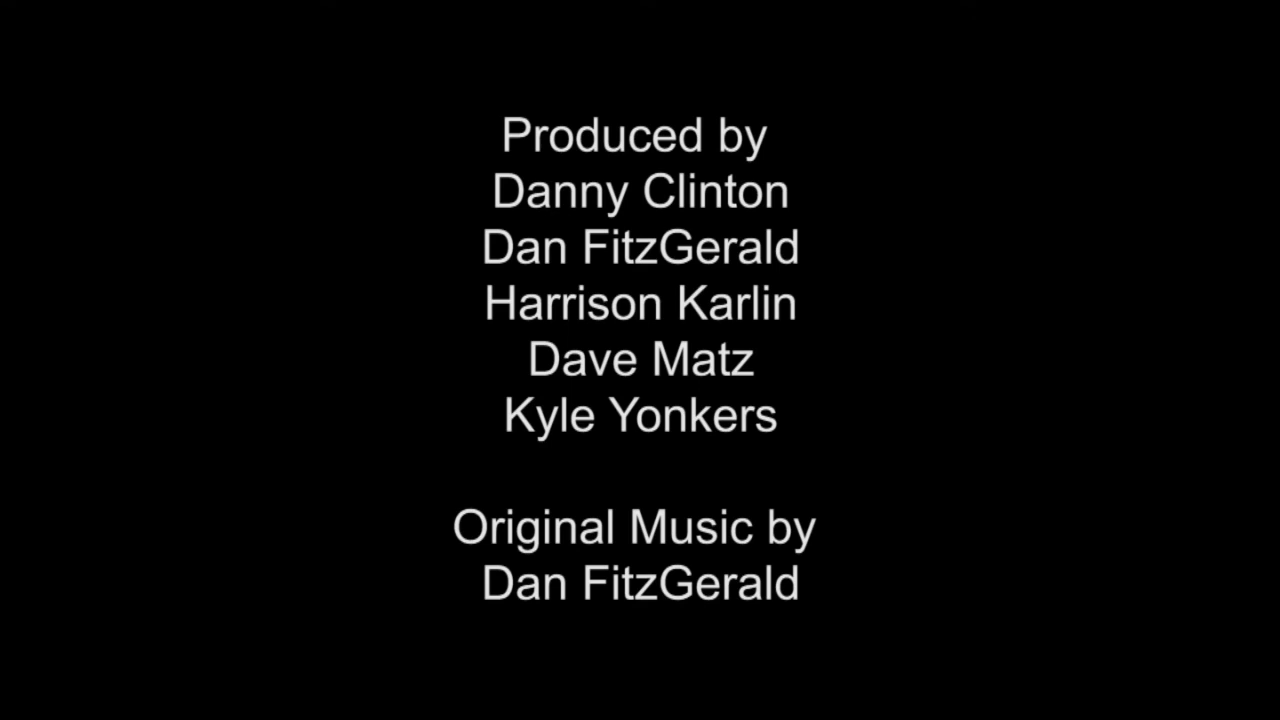 Produced by
Danny Clinton
Dan FitzGerald
Harrison Karlin
Dave Matz
Kyle Yonkers
Original Music by
Dan FitzGerald